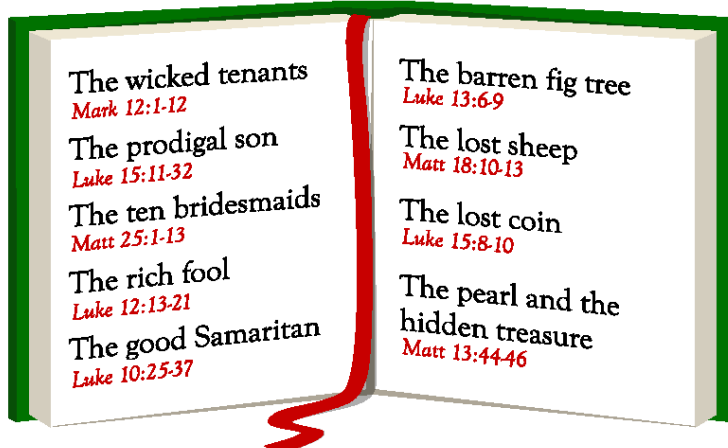 The wicked tenants
Mark 12:1-12
The prodigal son
Luke 15:11-32
The ten bridesmaids
Matt 25:1-13
The rich fool
Luke 12:13-21
The good Samaritan
Luke 10:25-37
The barren fig tree
Luke 13:6-9
The lost sheep
Matt 18:10-13
The lost coin
Luke 15:8-10
The pearl and the
hidden treasure
Matt 13:44-46